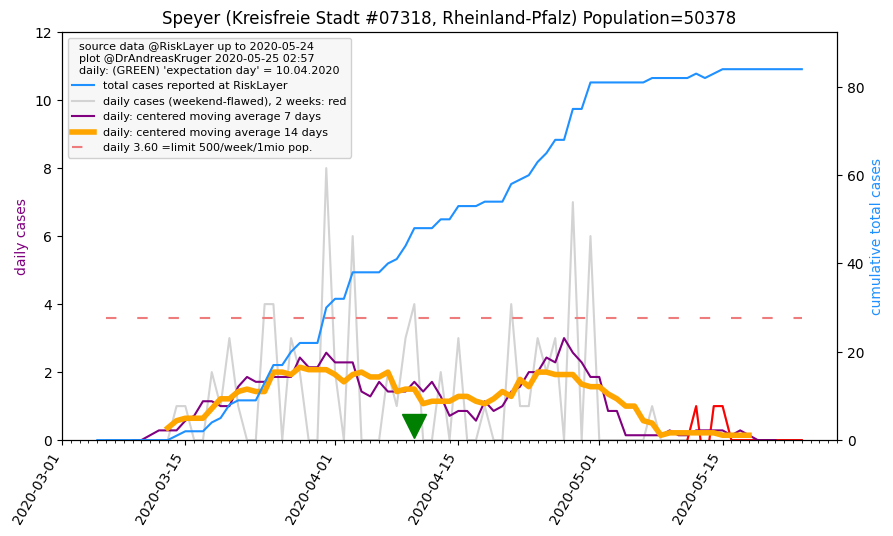 Speyer (Kreisfreie Stadt #07318, Rheinland-Pfalz) Population=50378
source data @RiskLayer up to 2020-05-24
plot @DrAndreasKruger 2020-05-25 02:57
daily: (GREEN) 'expectation day' = 10.04.2020
total cases reported at RiskLayer
daily cases (weekend-flawed), 2 weeks: red
daily: centered moving average 7 days
daily: centered moving average 14 days
daily 3.60 =limit 500/week/1mio pop.
daily cases
12
10
8
6
4
2
0
80
60
40
20
0
cumulative total cases
2020-03-01
2020-03-15
2020-04-01
2020-04-15
2020-05-01
2020-05-15